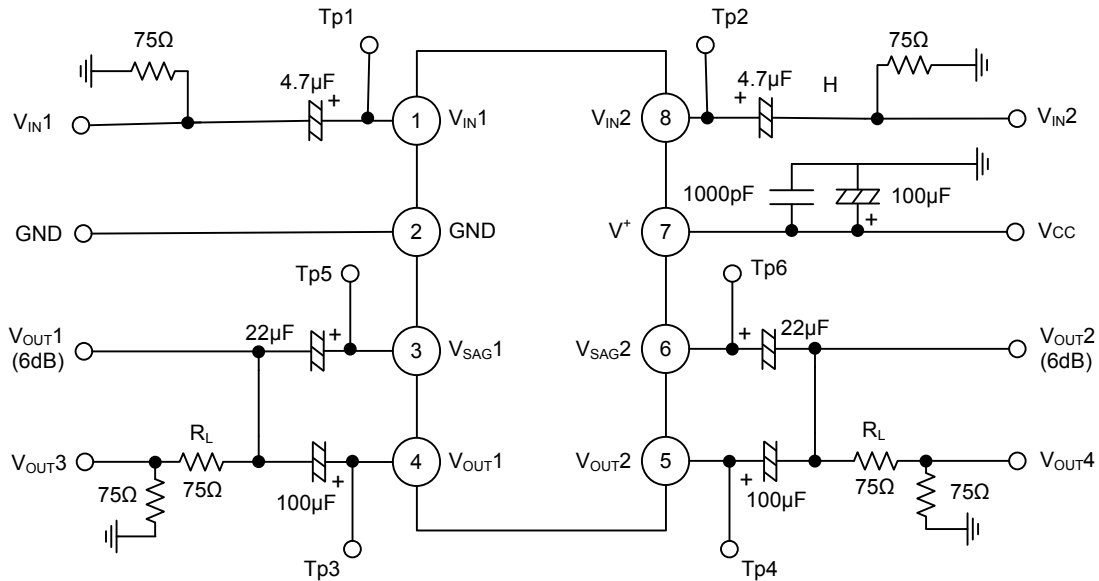 Tp1
Tp2
75Ω
75Ω
4.7µF
+
+
4.7µF
H
VIN1
1
VIN1
VIN2
8
VIN2
1000pF
100µF
+
GND
2
GND
V+
7
VCC
Tp5
Tp6
VOUT1
(6dB)
22µF
+
3
VSAG1
VSAG2
6
+
22µF
VOUT2
(6dB)
VOUT3
RL
75Ω
75Ω
100µF
+
4
VOUT1
VOUT2
5
+
100µF
RL
75Ω
75Ω
VOUT4
Tp3
Tp4